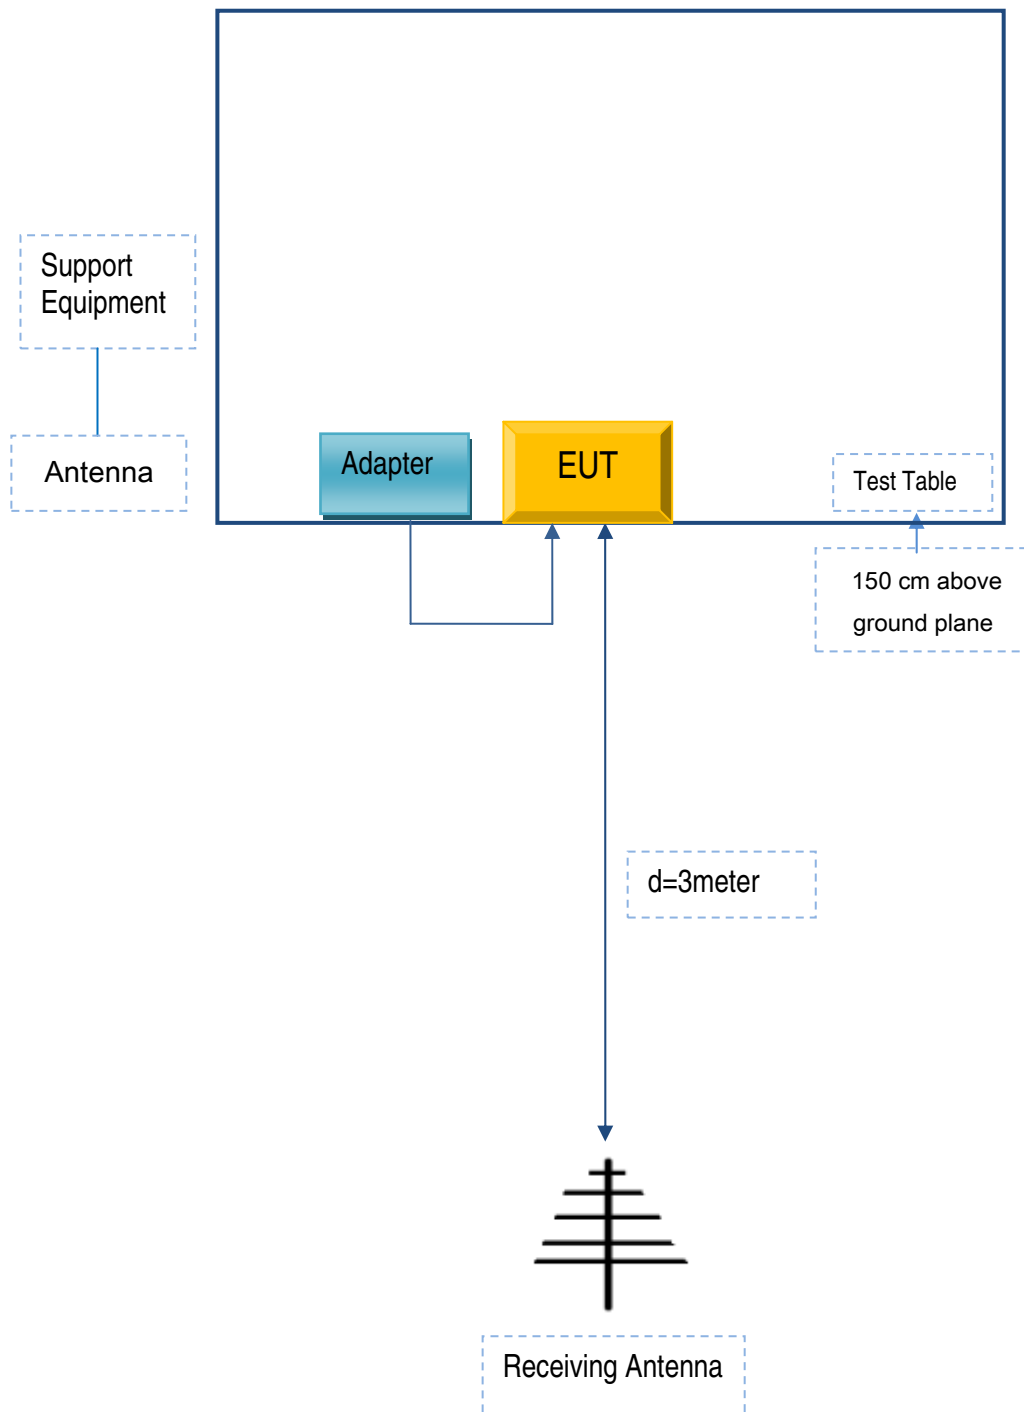 Support
Equipment
Antenna
Adapter
EUT
Test Table
150 cm above
ground plane
d=3meter
Receiving Antenna